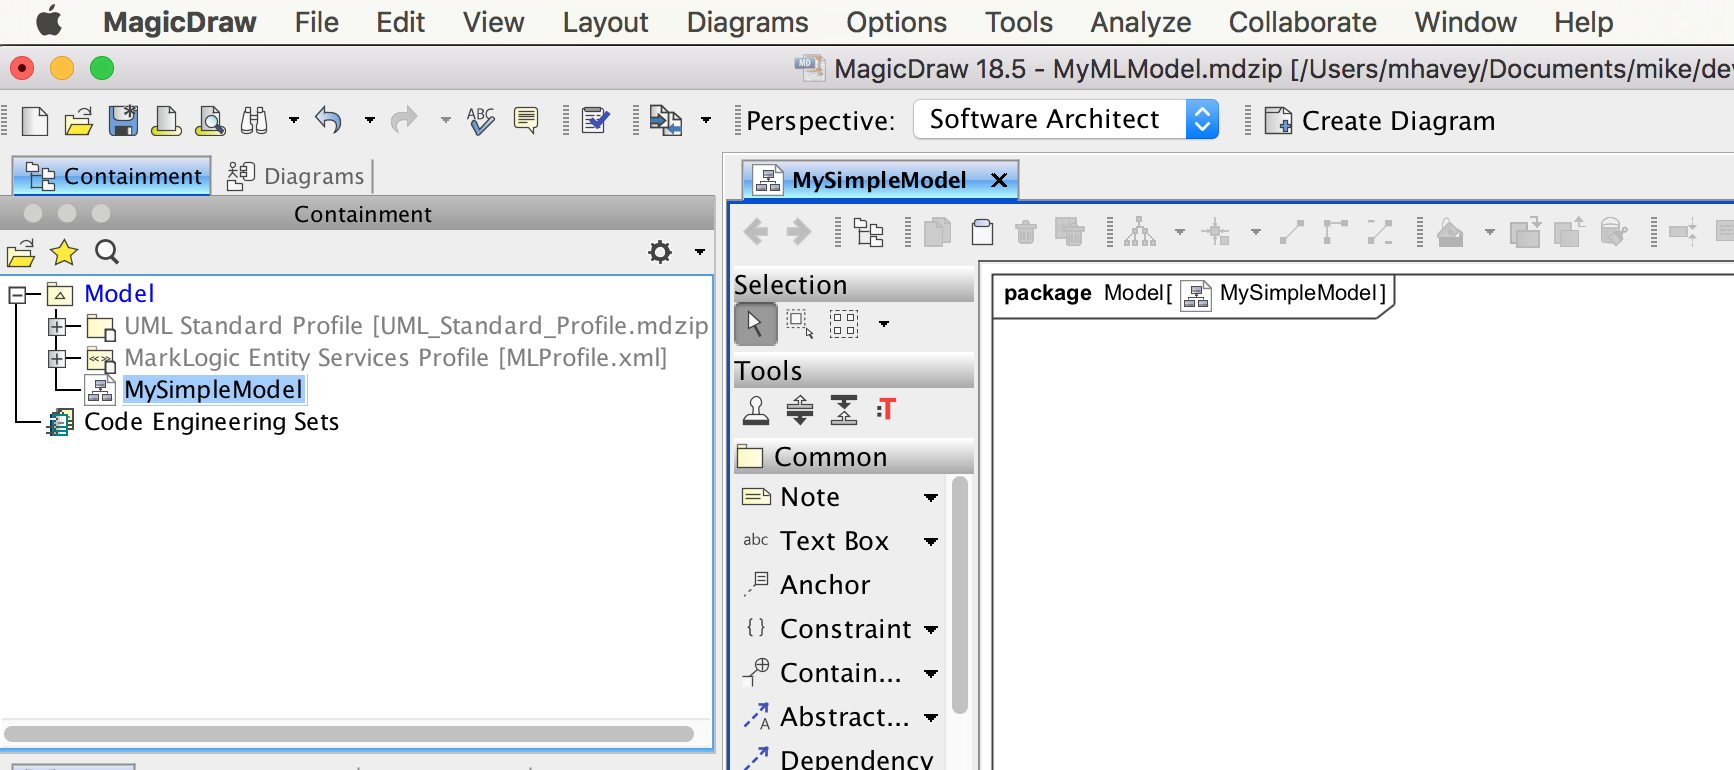 MagicDraw File Edit View Layout Diagrams Options Tools Analyze Collaborate Window Help
MD MagicDraw 18.5 - MyMLModel.mdzip [/Users/mhavey/Documents/mike/dev
ABC Perspective: Software Architect Create Diagram
Containment Diagrams
MySimpleModel
Containment
Model
UML Standard Profile [UML_Standard_Profile.mdzip
MarkLogic Entity Services Profile [MLProfile.xml]
MySimpleModel
Code Engineering Sets
Selection
Tools
:T
Common
Note
abc Text Box
Anchor
{} Constraint
Contain...
A Abstract...
Dependency
package Model[ MySimpleModel]